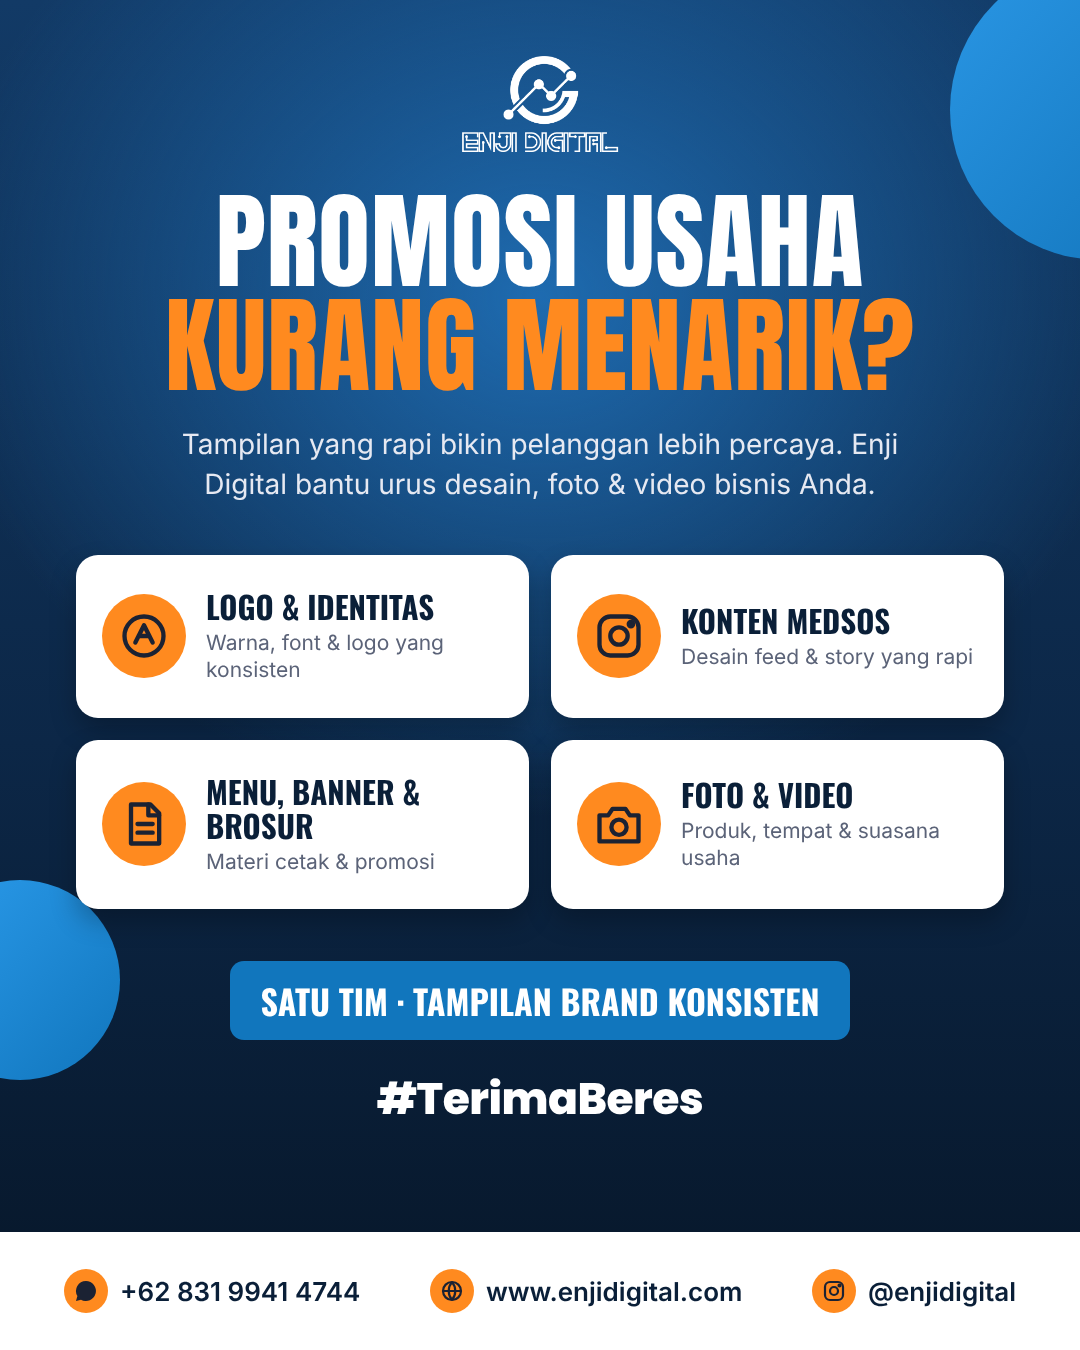 ENJI DIGITAL
PROMOSI USAHA
KURANG MENARIK?
Tampilan yang rapi bikin pelanggan lebih percaya. Enji
Digital bantu urus desain, foto & video bisnis Anda.
LOGO & IDENTITAS
Warna, font & logo yang
konsisten
KONTEN MEDSOS
Desain feed & story yang rapi
MENU, BANNER &
BROSUR
Materi cetak & promosi
FOTO & VIDEO
Produk, tempat & suasana
usaha
SATU TIM · TAMPILAN BRAND KONSISTEN
#TerimaBeres
+62 831 9941 4744
www.enjidigital.com
@enjidigital